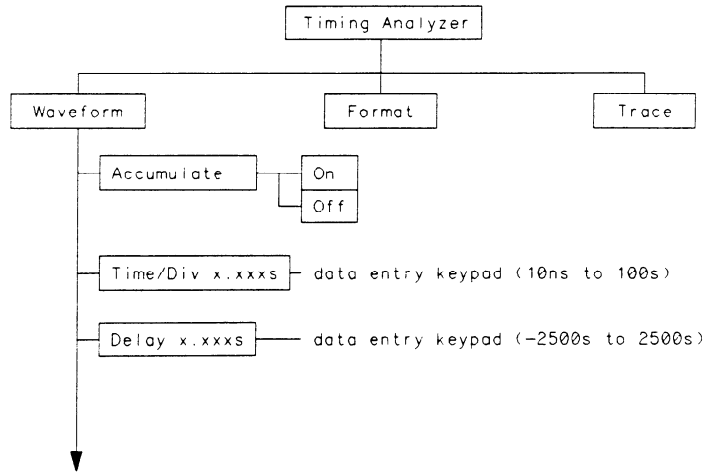 Timing Analyzer
Waveform
Format
Trace
Accumulate
On
Off
Time/Div x.xxxs
data entry keypad (10ns to 100s)
Delay x.xxxs
data entry keypad (-2500s to 2500s)